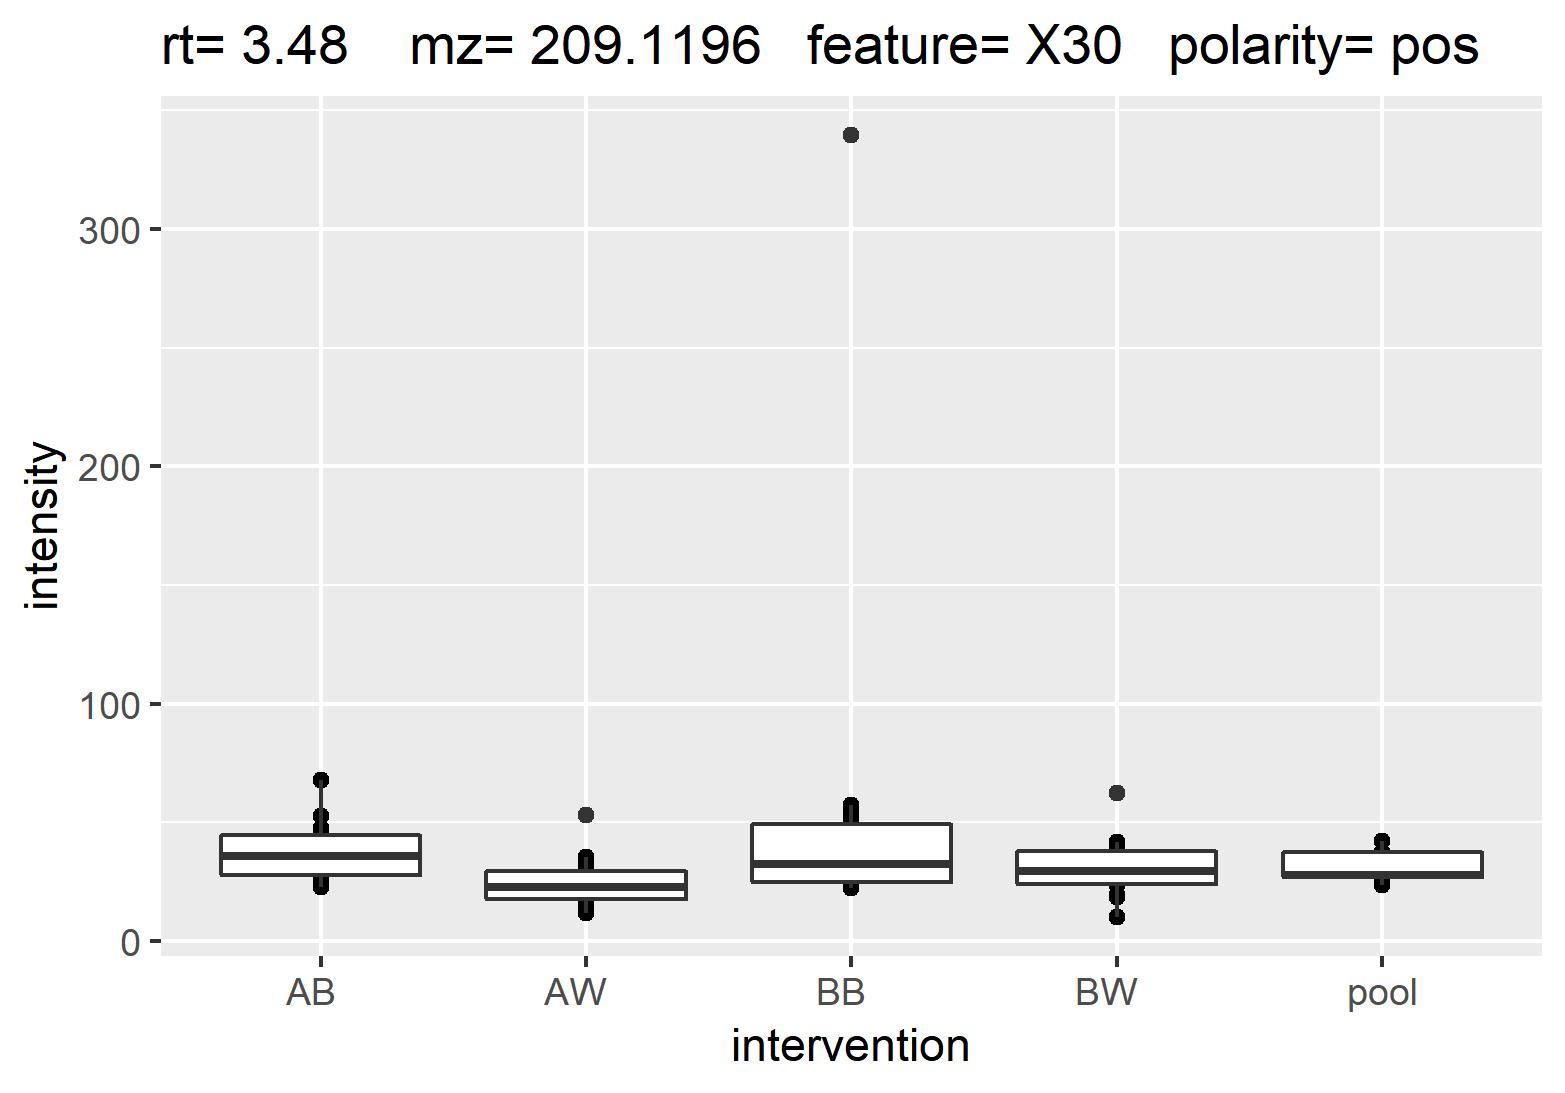 rt= 3.48 mz= 209.1196 feature= X30 polarity= pos
300
200
100
0
intensity
AB AW BB BW pool
intervention